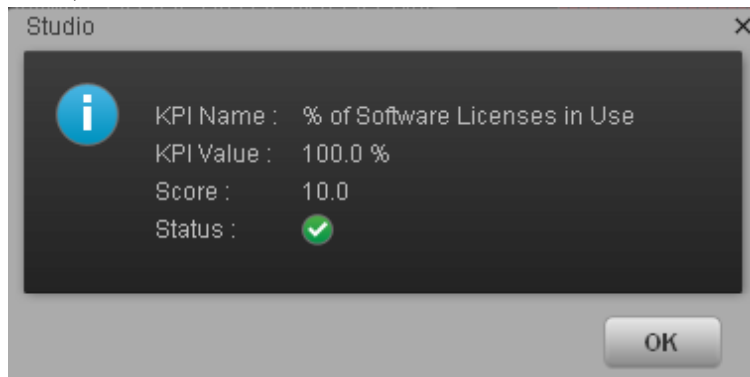 Studio
KPI Name : % of Software Licenses in Use
KPI Value : 100.0 %
Score : 10.0
Status :
OK